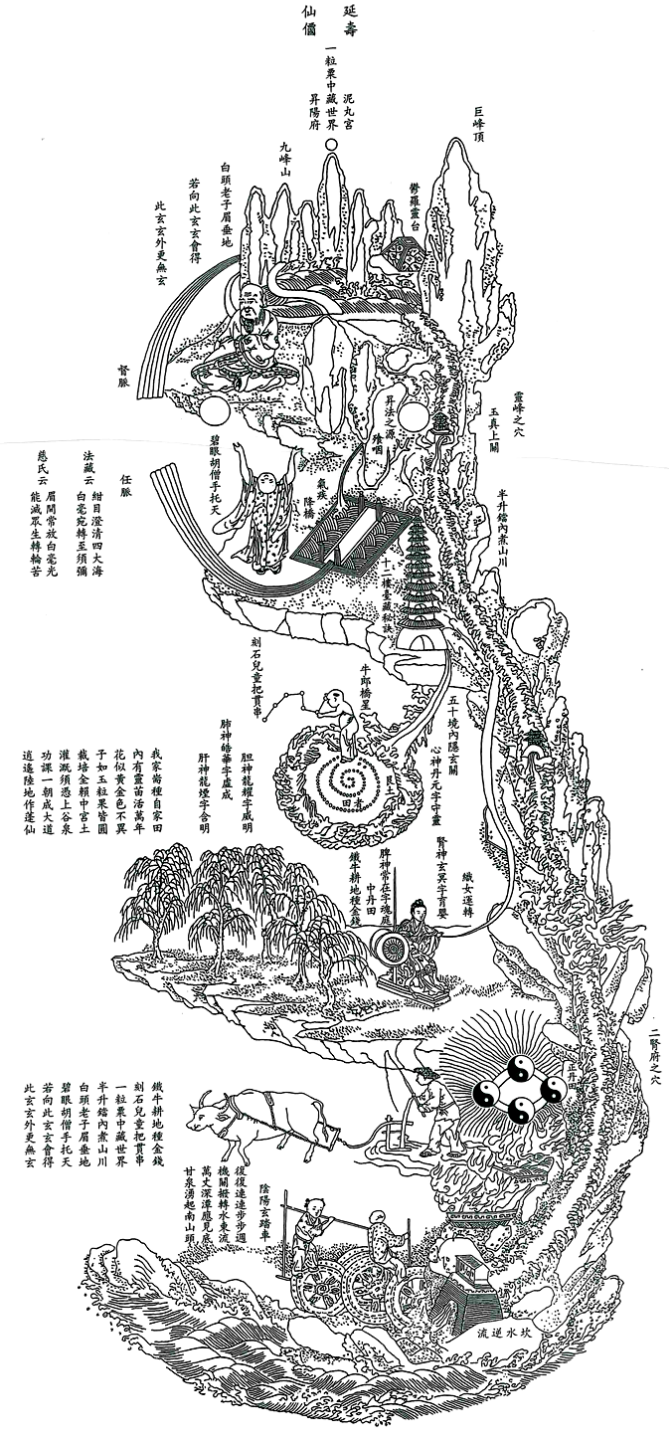 延壽
仙僊
泥丸宮
一粒粟中藏世界
昇陽府
巨峰頂
九峰山
鬱羅靈台
白頭老子眉垂地
若向此玄玄會得
此玄玄外更無玄
督脈
靈峰之穴
玉真上關
昇法之源
碧眼胡僧手托天
任脈
法藏云
紺目澄清四大海
白毫宛轉至須彌
慈氏云
眉間常放白毫光
能滅眾生轉輪苦
降橋
半升鐺內煮山川
十二樓臺藏秘訣
刻石兒童把貫串
牛郎橋星
五十境內隱玄關
心神丹元字守靈
肺神皓華字虛成
膽神龍耀字威明
肝神龍煙字含明
艮土
田者
我家耑種自家田
內有靈苗活萬年
花似黃金色不異
子如玉粒果皆圓
栽培全賴中宮土
灌溉須憑上谷泉
功課一朝成大道
逍遙陸地作蓬仙
織女運轉
腎神玄冥字育嬰
脾神常在字魂庭
中丹田
鐵牛耕地種金錢
二腎府之穴
正丹
鐵牛耕地種金錢
刻石兒童把貫串
一粒粟中藏世界
半升鐺內煮山川
白頭老子眉垂地
碧眼胡僧手托天
若向此玄玄會得
此玄玄外更無玄
陰陽玄踏車
復復連連步步週
機關撥轉水東流
萬丈深潭應見底
甘泉湧起南山頭
坎水逆流